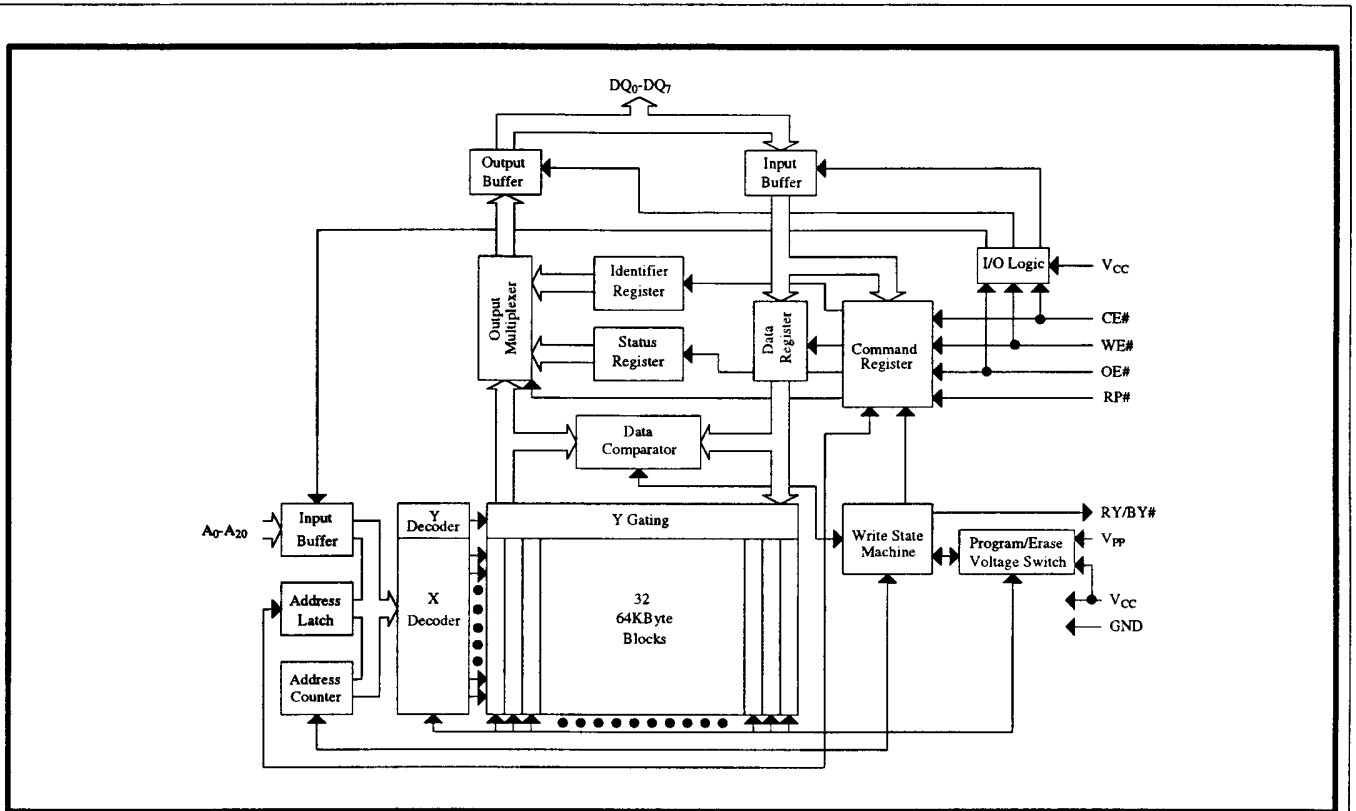 DQ0-DQ7
Output
Buffer
Input
Buffer
I/O Logic
VCC
Output
Multiplexer
Identifier
Register
Status
Register
Data
Register
Command
Register
CE#
WE#
OE#
RP#
Data
Comparator
A0-A20
Input
Buffer
Y
Decoder
Y Gating
Write State
Machine
RY/BY#
Program/Erase
Voltage Switch
VPP
VCC
GND
Address
Latch
X
Decoder
32
64KByte
Blocks
Address
Counter